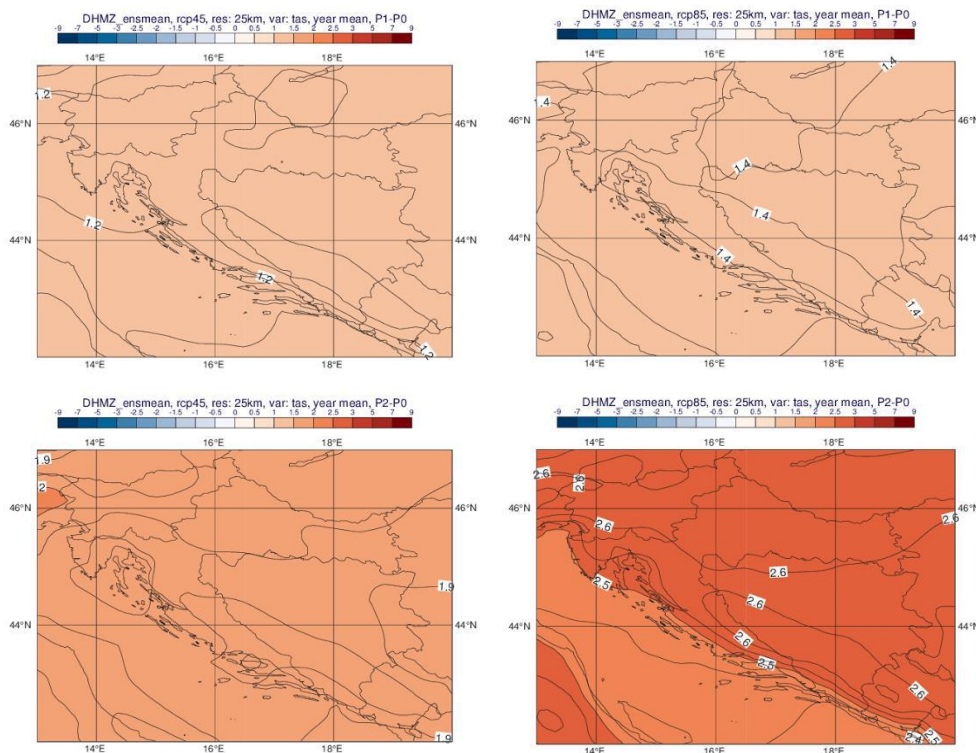 DHMZ_ensmean, rcp45, res: 25km, var: tas, year mean, P1-P0
-9 -7 -5 -3 -2.5 -2 -1.5 -1 -0.5 0 0.5 1 1.5 2 2.5 3 5 7 9
14°E 16°E 18°E
1.2
46°N
1.2
44°N
1.2
1.2
14°E 16°E 18°E
DHMZ_ensmean, rcp85, res: 25km, var: tas, year mean, P1-P0
-9 -7 -5 -3 -2.5 -2 -1.5 -1 -0.5 0 0.5 1 1.5 2 2.5 3 5 7 9
14°E 16°E 18°E
1.4
1.4
46°N
1.4
1.4
44°N
1.4
1.4
14°E 16°E 18°E
DHMZ_ensmean, rcp45, res: 25km, var: tas, year mean, P2-P0
-9 -7 -5 -3 -2.5 -2 -1.5 -1 -0.5 0 0.5 1 1.5 2 2.5 3 5 7 9
14°E 16°E 18°E
1.9
2
46°N
1.9
44°N
1.9
14°E 16°E 18°E
DHMZ_ensmean, rcp85, res: 25km, var: tas, year mean, P2-P0
-9 -7 -5 -3 -2.5 -2 -1.5 -1 -0.5 0 0.5 1 1.5 2 2.5 3 5 7 9
14°E 16°E 18°E
2.6
2.6
2.6
46°N
2.6
2.6
2.5
2.6
44°N
2.6
2.5
2.6
2.5
2.4
14°E 16°E 18°E